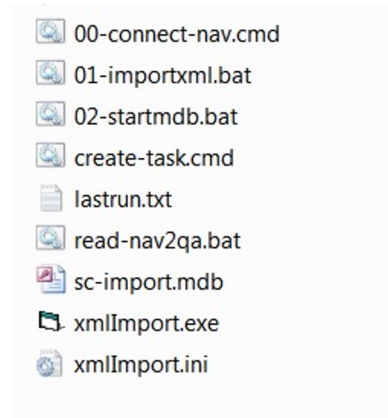 00-connect-nav.cmd
01-importxml.bat
02-startmdb.bat
create-task.cmd
lastrun.txt
read-nav2qa.bat
sc-import.mdb
xmlImport.exe
xmlImport.ini